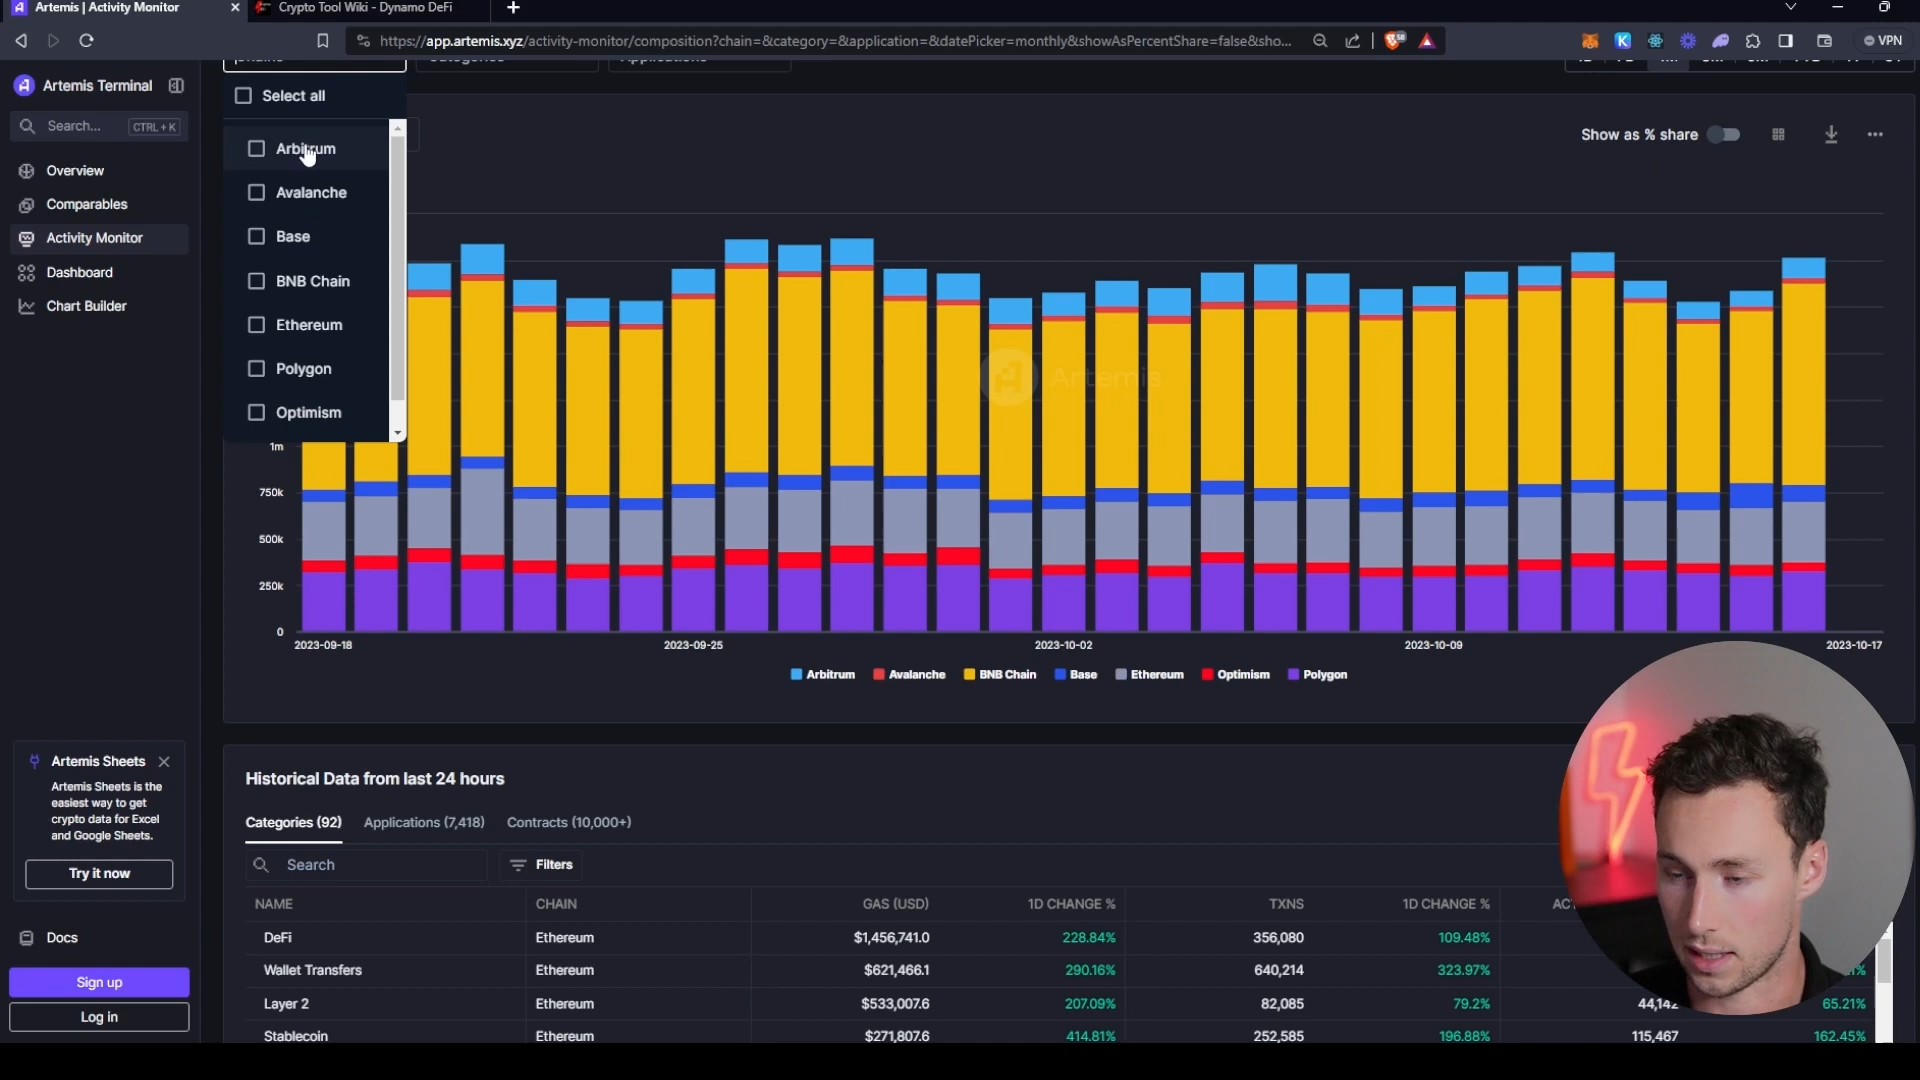 Artemis | Activity Monitor
Crypto Tool Wiki - Dynamo DeFi
https://app.artemis.xyz/activity-monitor/composition?chain=&category=&application=&datePicker=monthly&showAsPercentShare=false&sho...
VPN
Artemis Terminal
Search...
CTRL + K
Overview
Comparables
Activity Monitor
Dashboard
Chart Builder
Select all
Arbitrum
Avalanche
Base
BNB Chain
Ethereum
Polygon
Optimism
Show as % share
Artemis
1m
750k
500k
250k
0
2023-09-18
2023-09-25
2023-10-02
2023-10-09
2023-10-17
Arbitrum
Avalanche
BNB Chain
Base
Ethereum
Optimism
Polygon
Artemis Sheets
Artemis Sheets is the
easiest way to get
crypto data for Excel
and Google Sheets.
Try it now
Docs
Sign up
Log in
Historical Data from last 24 hours
Categories (92)
Applications (7,418)
Contracts (10,000+)
Search
Filters
NAME CHAIN GAS (USD) 1D CHANGE % TXNS 1D CHANGE %
DeFi Ethereum $1,456,741.0 228.84% 356,080 109.48%
Wallet Transfers Ethereum $621,466.1 290.16% 640,214 323.97%
Layer 2 Ethereum $533,007.6 207.09% 82,085 79.2% 44,142 65.21%
Stablecoin Ethereum $271,807.6 414.81% 252,585 196.88% 115,467 162.45%